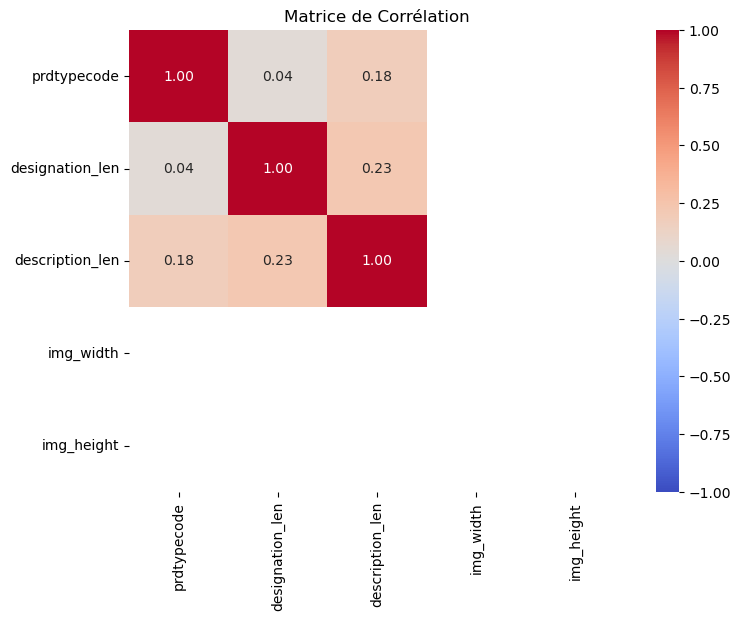 Matrice de Corrélation
prdtypecode
designation_len
description_len
img_width
img_height
1.00 0.04 0.18
0.04 1.00 0.23
0.18 0.23 1.00
prdtypecode
designation_len
description_len
img_width
img_height
1.00
0.75
0.50
0.25
0.00
−0.25
−0.50
−0.75
−1.00